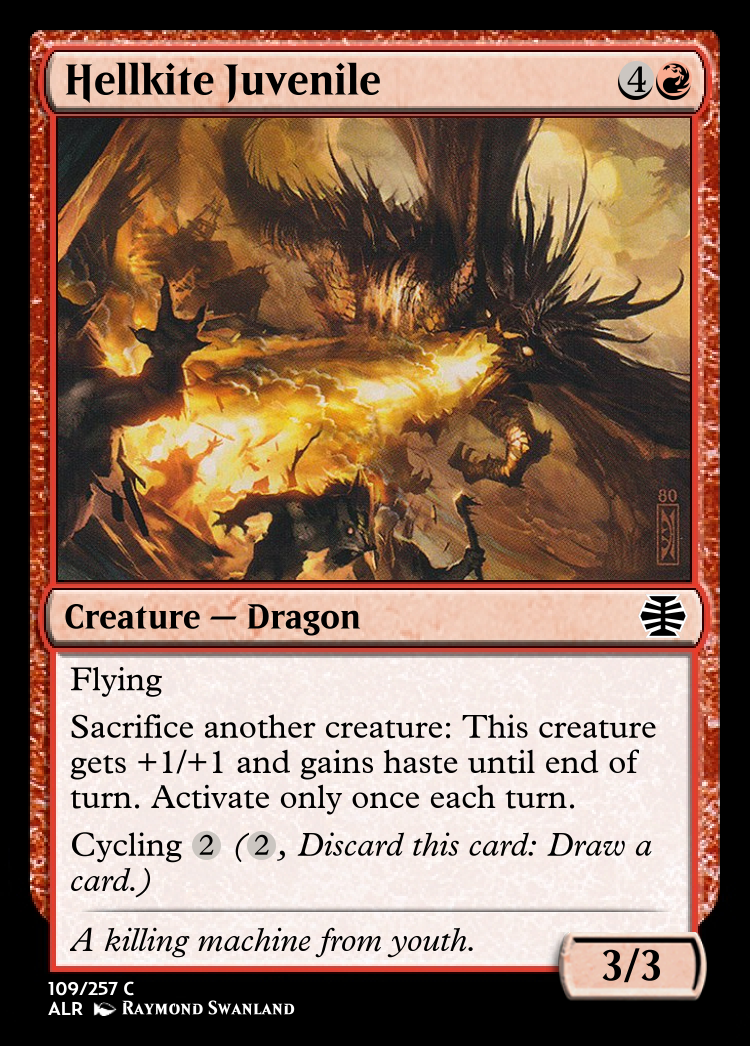 Hellkite Juvenile 4
80
Creature — Dragon
Flying
Sacrifice another creature: This creature
gets +1/+1 and gains haste until end of
turn. Activate only once each turn.
Cycling 2 (2, Discard this card: Draw a
card.)
A killing machine from youth.
3/3
109/257 C
ALR Raymond Swanland